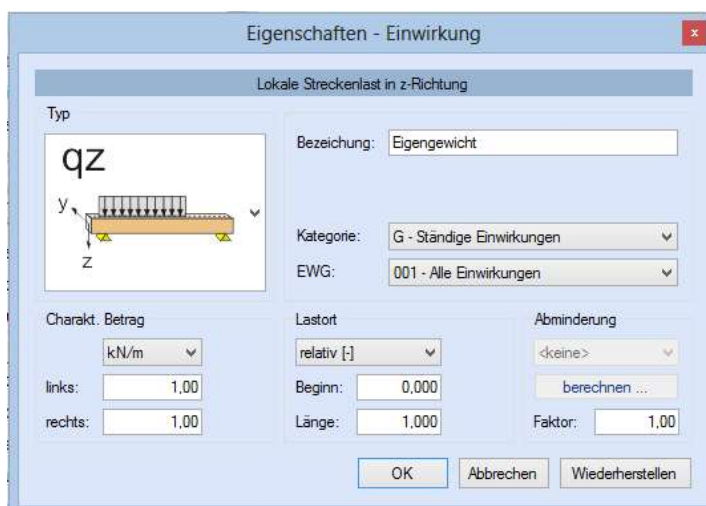 Eigenschaften - Einwirkung
x
Lokale Streckenlast in z-Richtung
Typ
qz
y
z
Bezeichung: Eigengewicht
Kategorie: G - Ständige Einwirkungen
EWG: 001 - Alle Einwirkungen
Charakt. Betrag
kN/m
links: 1,00
rechts: 1,00
Lastort
relativ [-]
Beginn: 0,000
Länge: 1,000
Abminderung
<keine>
berechnen ...
Faktor: 1,00
OK Abbrechen Wiederherstellen